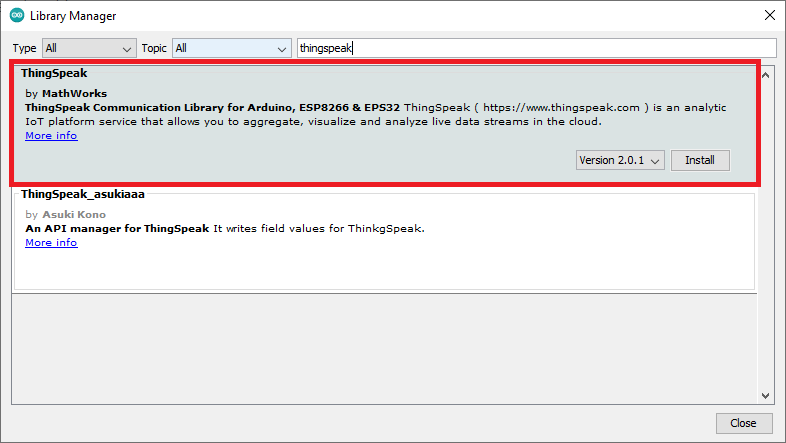 Library Manager
Type All Topic All thingspeak
ThingSpeak
by MathWorks
ThingSpeak Communication Library for Arduino, ESP8266 & EPS32 ThingSpeak ( https://www.thingspeak.com ) is an analytic
IoT platform service that allows you to aggregate, visualize and analyze live data streams in the cloud.
More info
Version 2.0.1 Install
ThingSpeak_asukiaaa
by Asuki Kono
An API manager for ThingSpeak It writes field values for ThinkgSpeak.
More info
Close